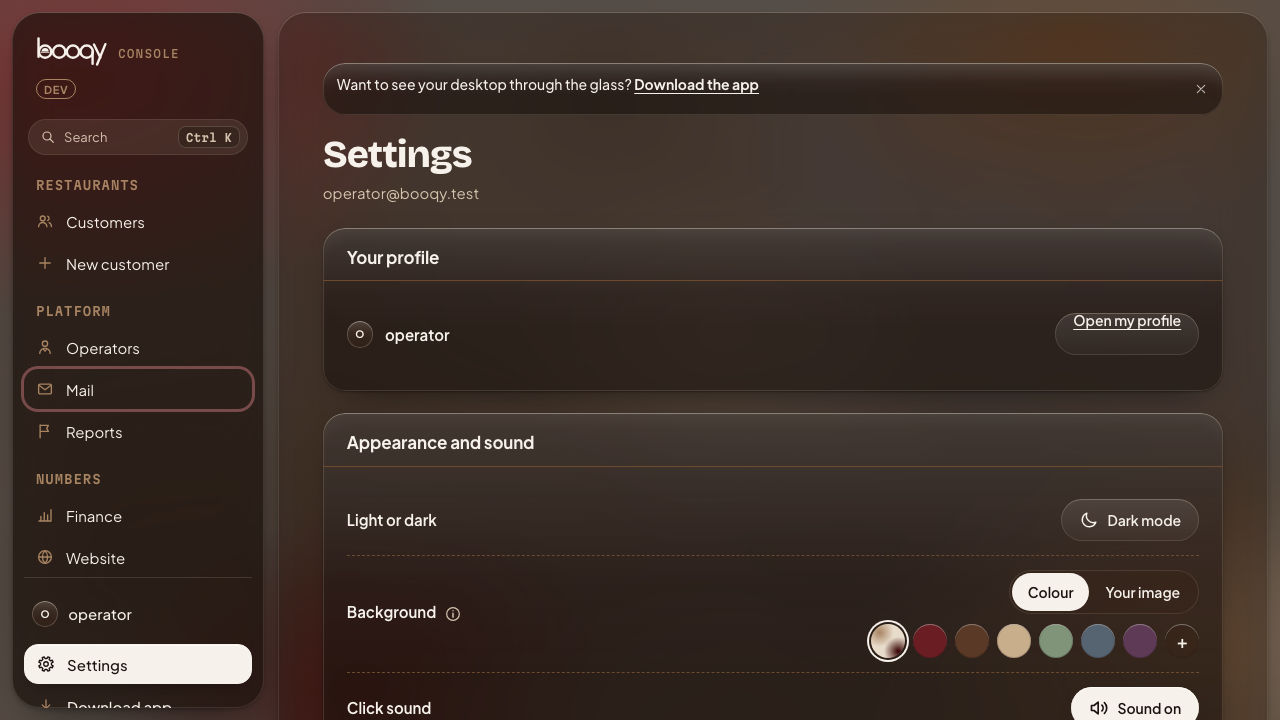 booqy CONSOLE
DEV
Search Ctrl K
RESTAURANTS
Customers
New customer
PLATFORM
Operators
Mail
Reports
NUMBERS
Finance
Website
O operator
Settings
Download app
Want to see your desktop through the glass? Download the app
Settings
operator@booqy.test
Your profile
O operator Open my profile
Appearance and sound
Light or dark Dark mode
Background Colour Your image
+
Click sound Sound on